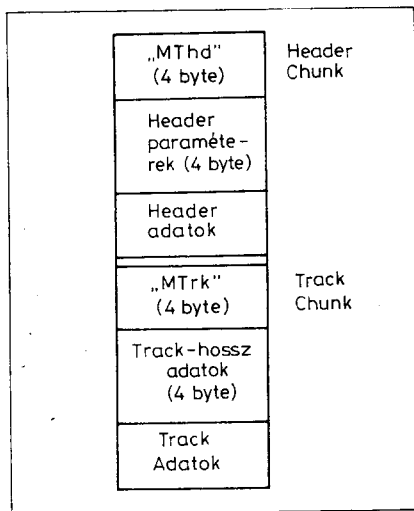 „MThd"
(4 byte)
Header
Chunk
Header
paraméte-
rek (4 byte)
Header
adatok
„MTrk"
(4 byte)
Track
Chunk
Track-hossz
adatok
(4 byte)
Track
Adatok